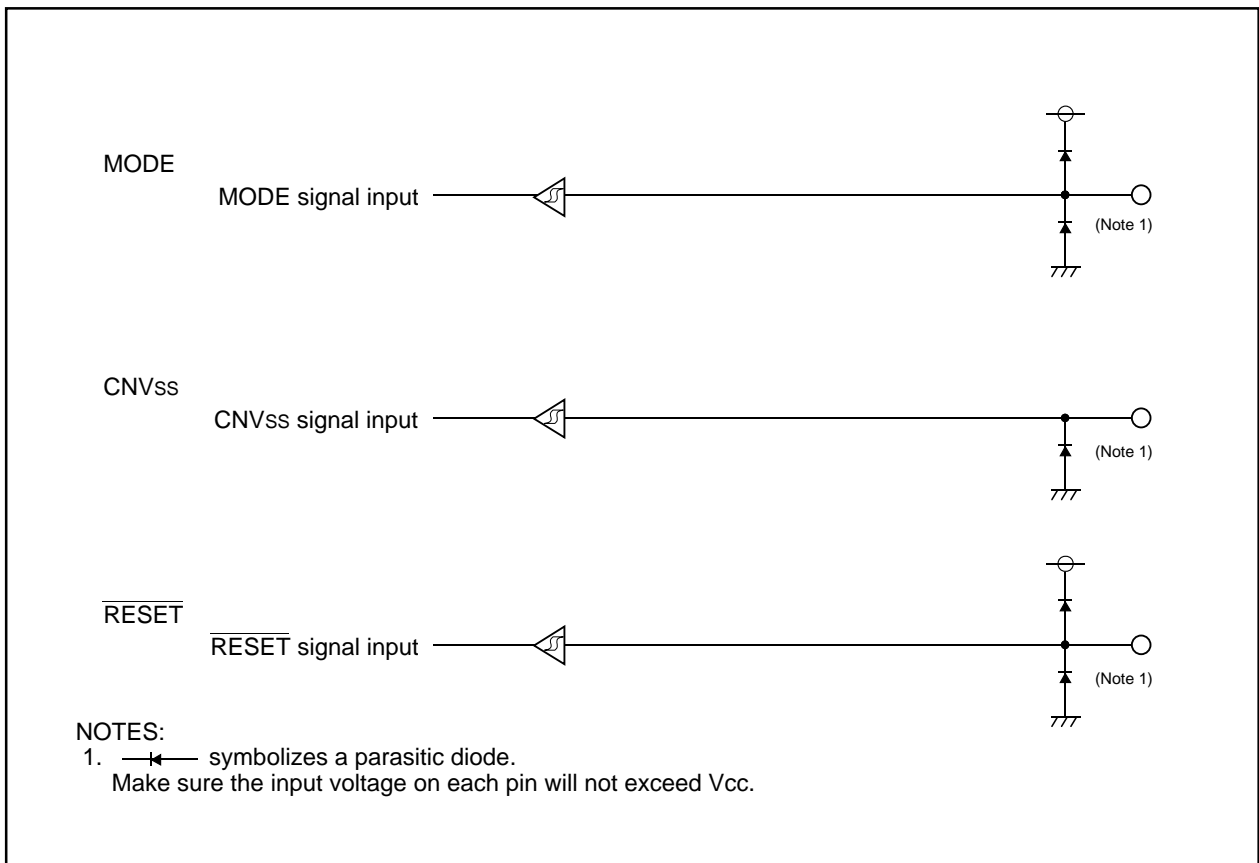 MODE
MODE signal input
(Note 1)
CNVss
CNVss signal input
(Note 1)
RESET
RESET signal input
(Note 1)
NOTES:
1. symbolizes a parasitic diode.
Make sure the input voltage on each pin will not exceed Vcc.